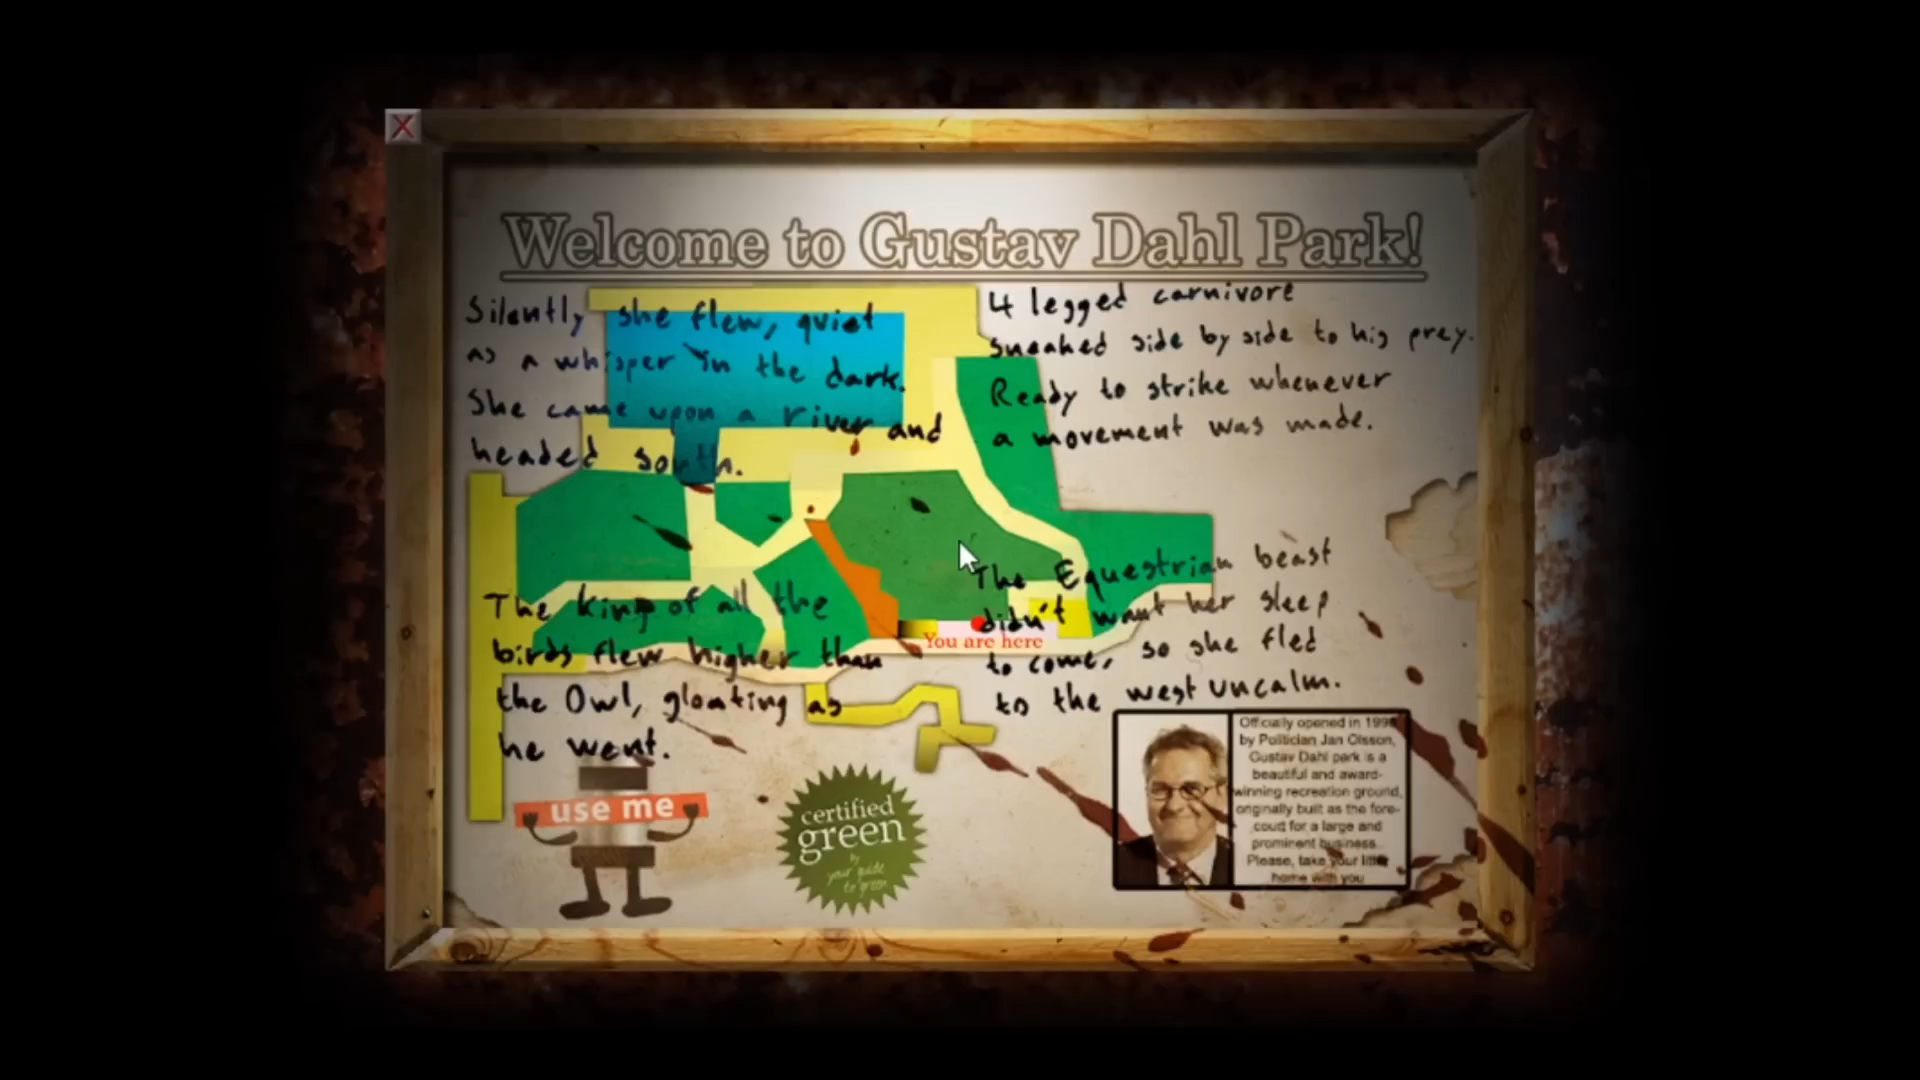 Welcome to Gustav Dahl Park!
Silently she flew, quiet
as a whisper in the dark.
She came upon a river and
headed south.
4 legged carnivore
sneaked side by side to his prey.
Ready to strike whenever
a movement was made.
The king of all the
birds flew higher than
the Owl, gloating as
he went.
The Equestrian beast
didn't want her sleep
to come, so she fled
to the west uncalm.
You are here
use me
certified
green
by
your guide
to green
Officially opened in
by Politician Jan Olsson,
Gustav Dahl park is a
beautiful and award-
winning recreation ground,
originally built as the fore-
court for a large and
prominent business.
Please, take your litter
home with you